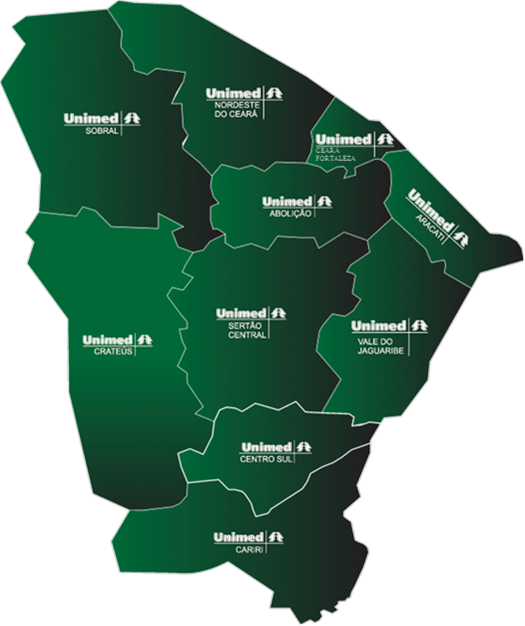 Unimed
SOBRAL
Unimed
NORDESTE
DO CEARÁ
Unimed
CEARÁ
FORTALEZA
Unimed
ABOLIÇÃO
Unimed
ARACATI
Unimed
SERTÃO
CENTRAL
Unimed
VALE DO
JAGUARIBE
Unimed
CRATEÚS
Unimed
CENTRO SUL
Unimed
CARIRI